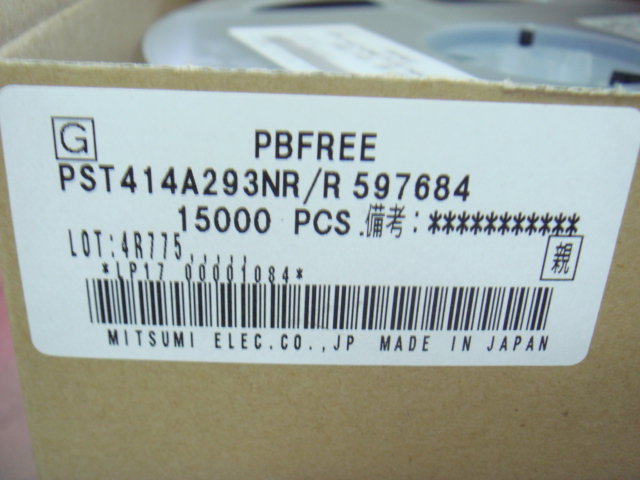 G PBFREE
PST414A293NR/R 597684
15000 PCS.備考:***********
LOT:4R775,,,,,
親
*LP17 00001084*
MITSUMI ELEC.CO.,JP MADE IN JAPAN